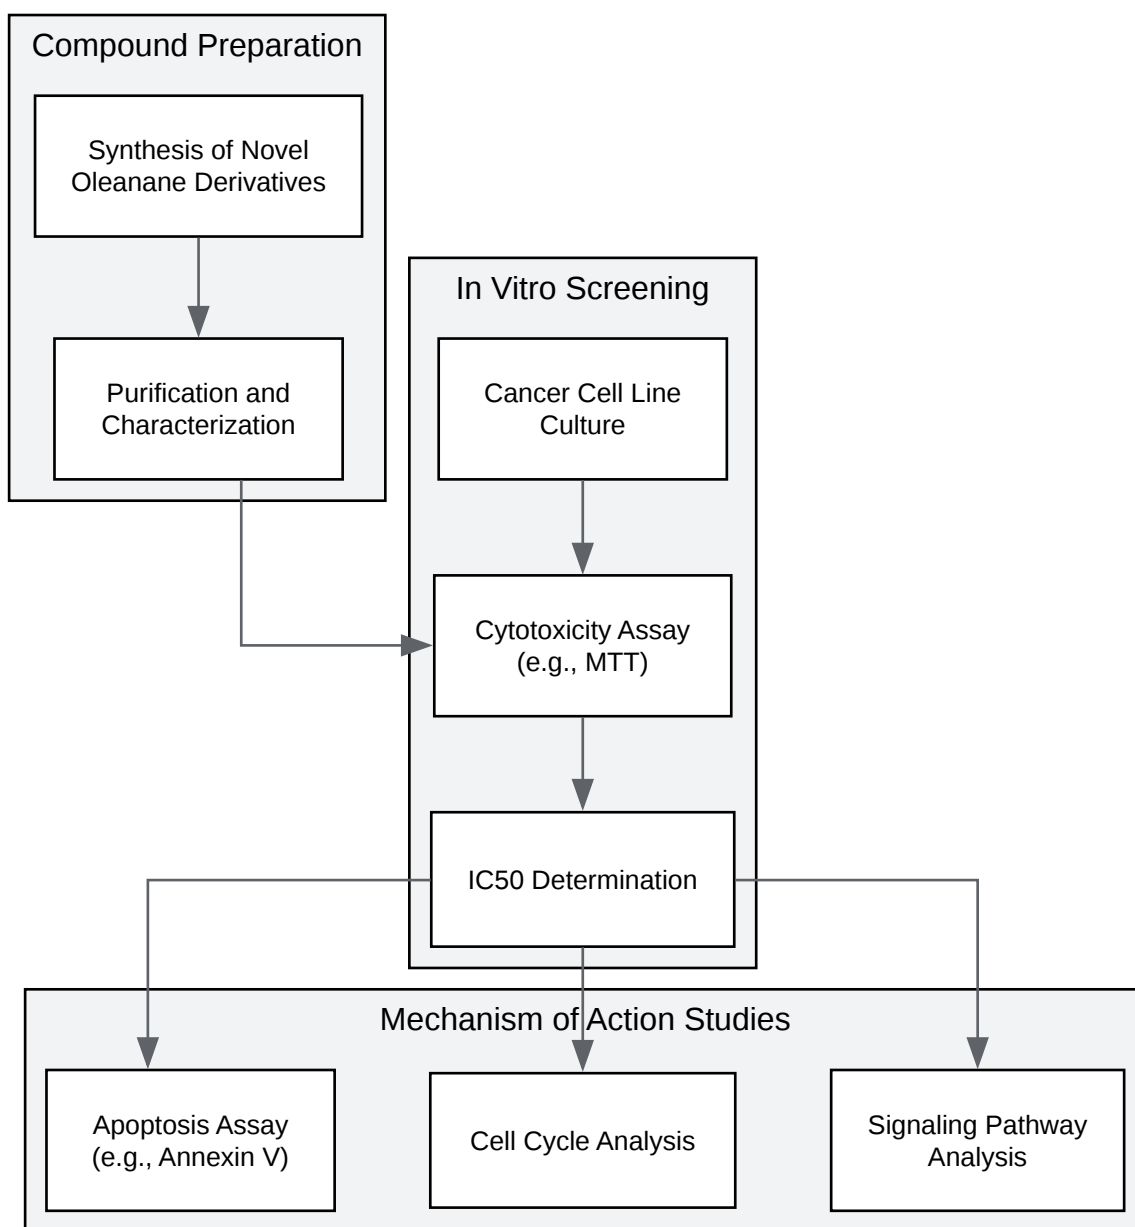 Compound Preparation
Synthesis of Novel
Oleanane Derivatives
Purification and
Characterization
In Vitro Screening
Cancer Cell Line
Culture
Cytotoxicity Assay
(e.g., MTT)
IC50 Determination
Mechanism of Action Studies
Apoptosis Assay
(e.g., Annexin V)
Cell Cycle Analysis
Signaling Pathway
Analysis